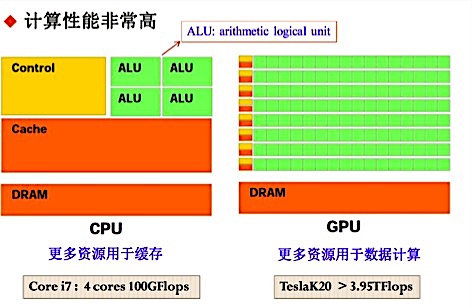 计算性能非常高
ALU: arithmetic logical unit
Control
ALU ALU
ALU ALU
Cache
DRAM
DRAM
CPU
GPU
更多资源用于缓存
更多资源用于数据计算
Core i7：4 cores 100GFlops
TeslaK20 ＞3.95TFlops